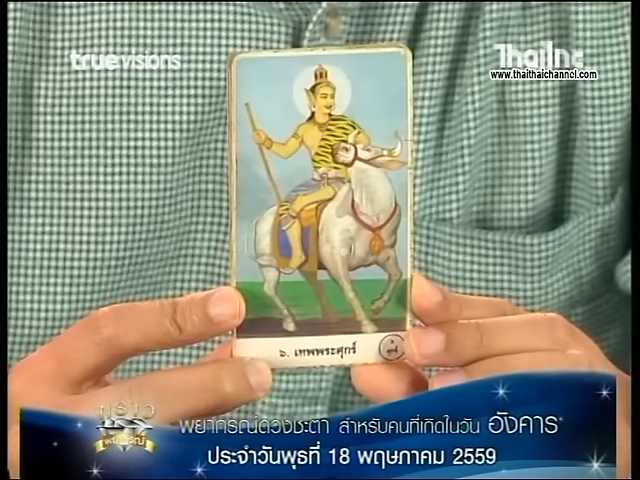 truevisions
ThaiThai
www.thaithaichannel.com
๖. เทพพระศุกร์
พยากรณ์ดวงชะตา สำหรับคนที่เกิดในวัน อังคาร
ประจำวันพุธที่ 18 พฤษภาคม 2559